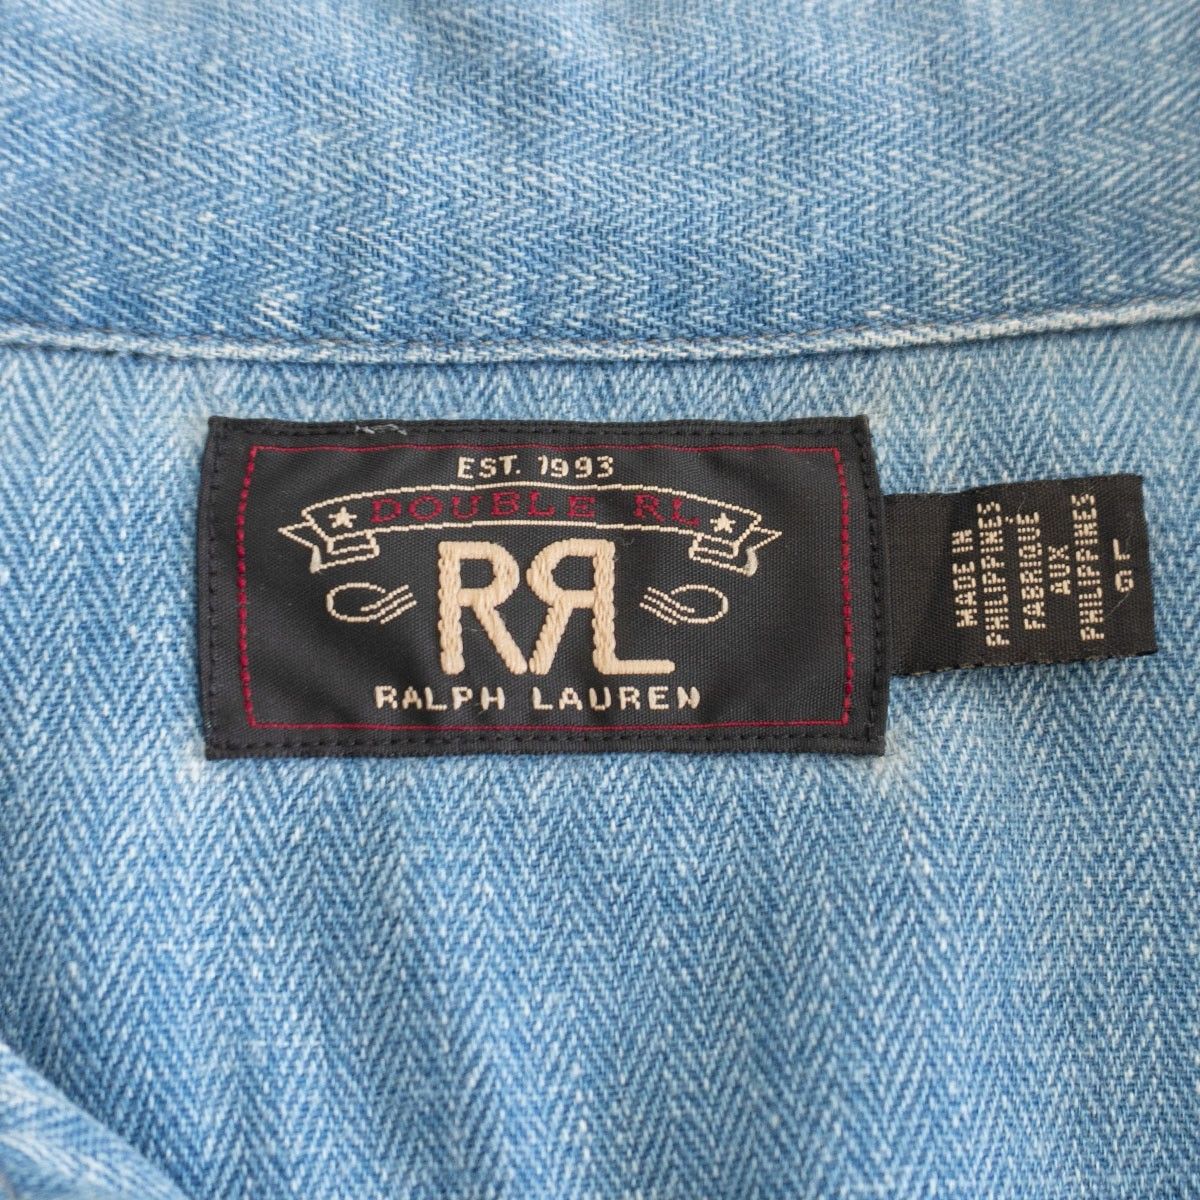 EST. 1993
DOUBLE RL
RRL
RALPH LAUREN
MADE IN
PHILIPPINES
FABRIQUE
AUX
PHILIPPINES